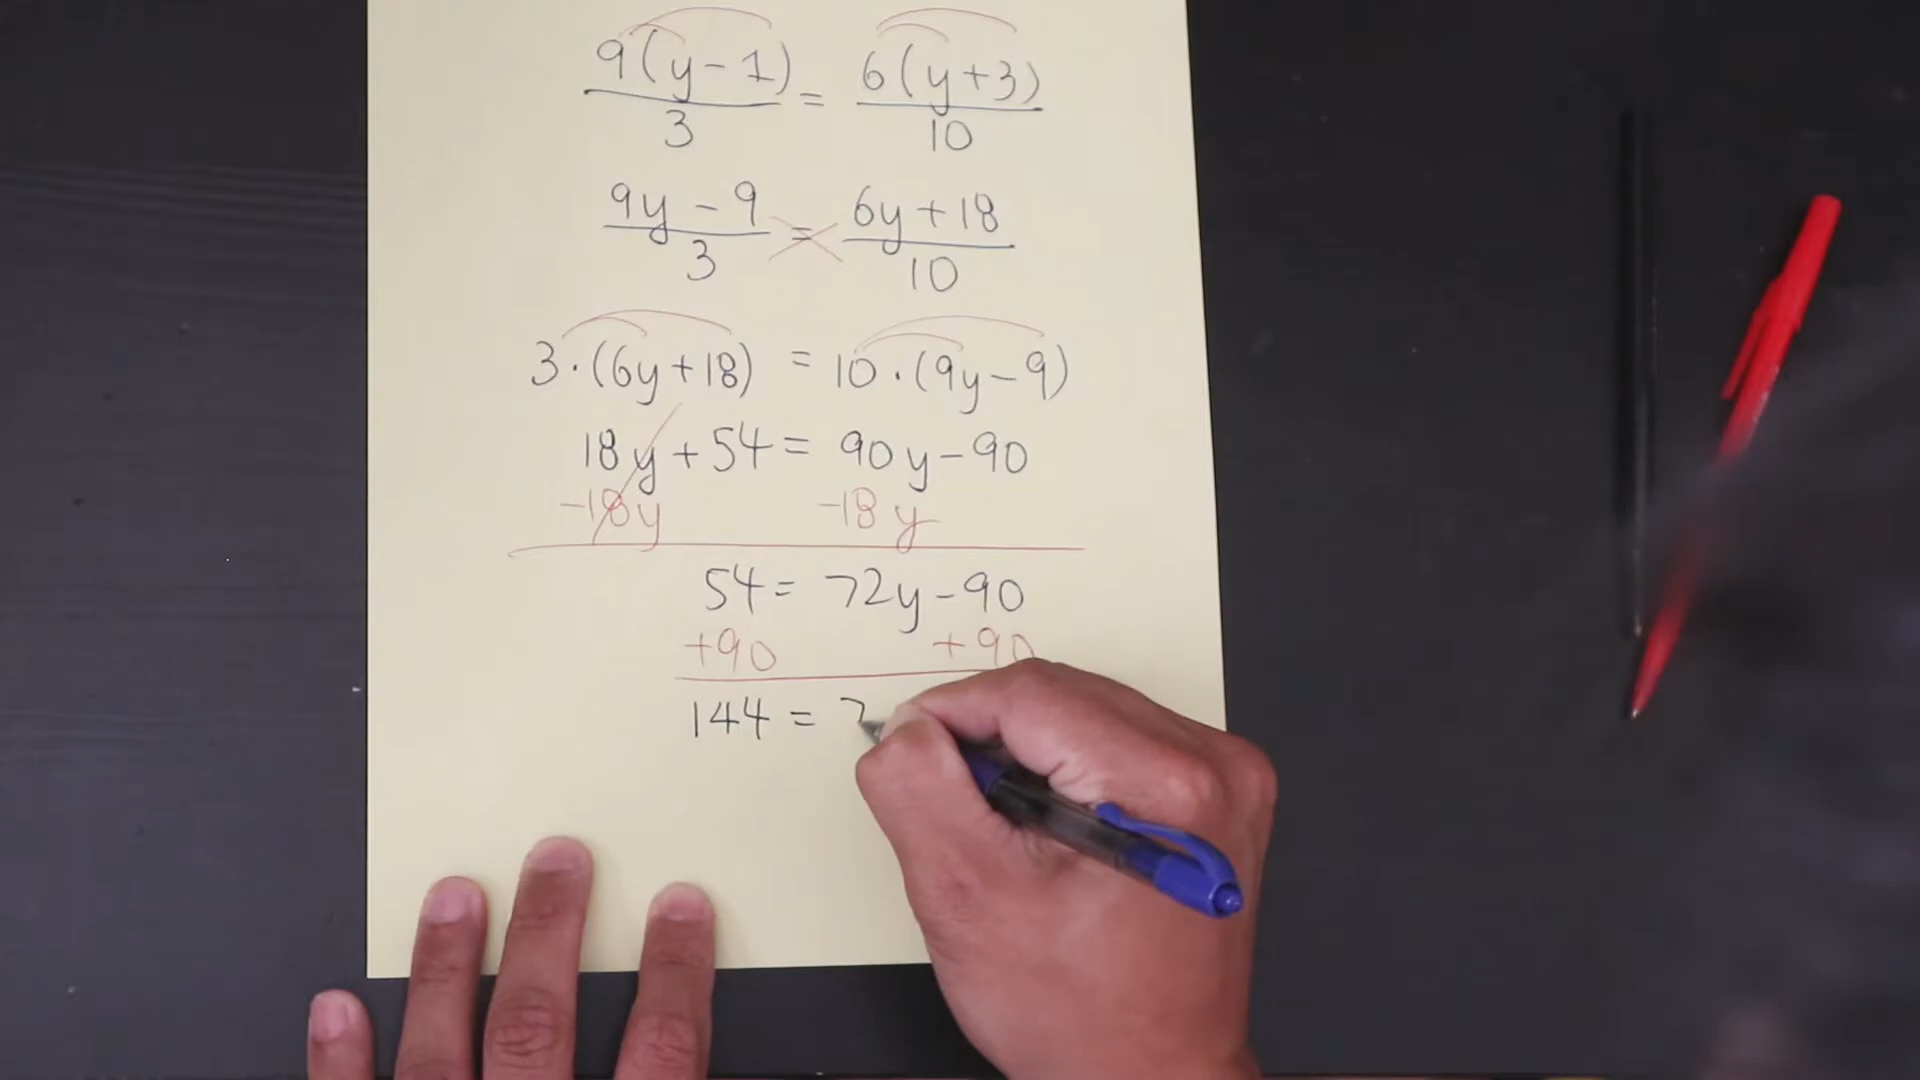 9(y-1)/3 = 6(y+3)/10
9y-9/3 = 6y+18/10
3·(6y+18) = 10·(9y-9)
18y+54 = 90y-90
-18y -18y
54 = 72y-90
+90 +90
144 = 7